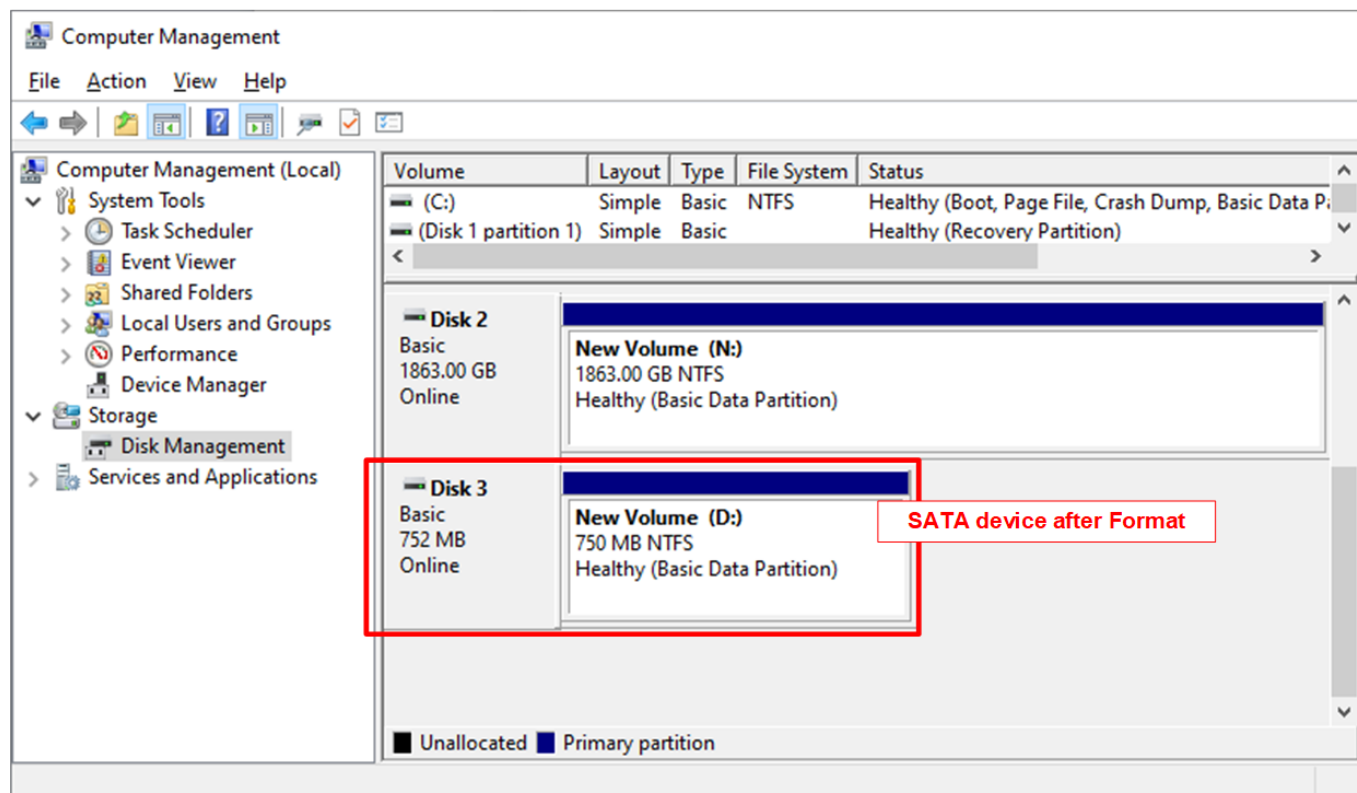 Computer Management
File Action View Help
Computer Management (Local)
System Tools
Task Scheduler
Event Viewer
Shared Folders
Local Users and Groups
Performance
Device Manager
Storage
Disk Management
Services and Applications
Volume Layout Type File System Status
(C:) Simple Basic NTFS Healthy (Boot, Page File, Crash Dump, Basic Data
(Disk 1 partition 1) Simple Basic Healthy (Recovery Partition)
Disk 2
Basic
1863.00 GB
Online
New Volume (N:)
1863.00 GB NTFS
Healthy (Basic Data Partition)
Disk 3
Basic
752 MB
Online
New Volume (D:)
750 MB NTFS
Healthy (Basic Data Partition)
SATA device after Format
Unallocated Primary partition